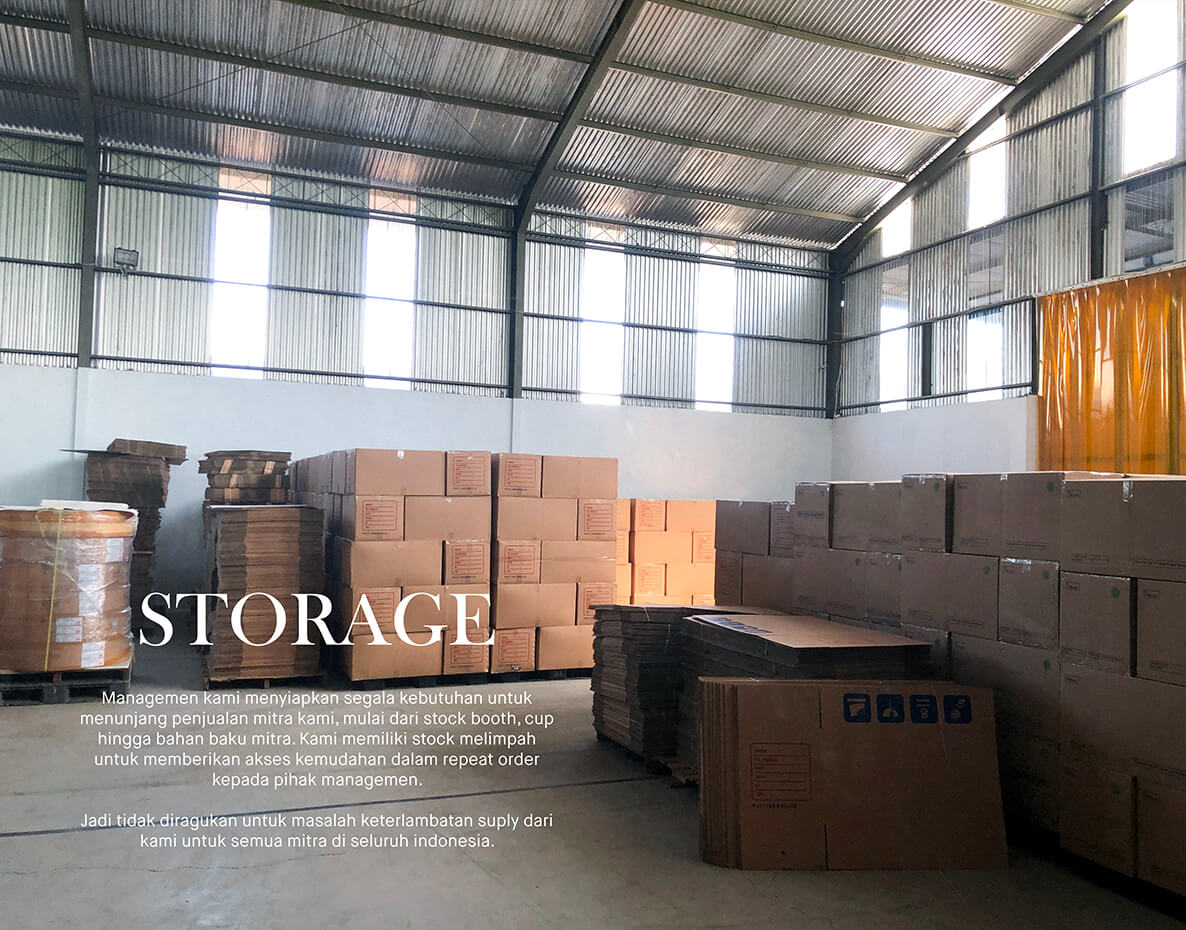 STORAGE
Managemen kami menyiapkan segala kebutuhan untuk
menunjang penjualan mitra kami, mulai dari stock booth, cup
hingga bahan baku mitra. Kami memiliki stock melimpah
untuk memberikan akses kemudahan dalam repeat order
kepada pihak managemen.
Jadi tidak diragukan untuk masalah keterlambatan suply dari
kami untuk semua mitra di seluruh indonesia.